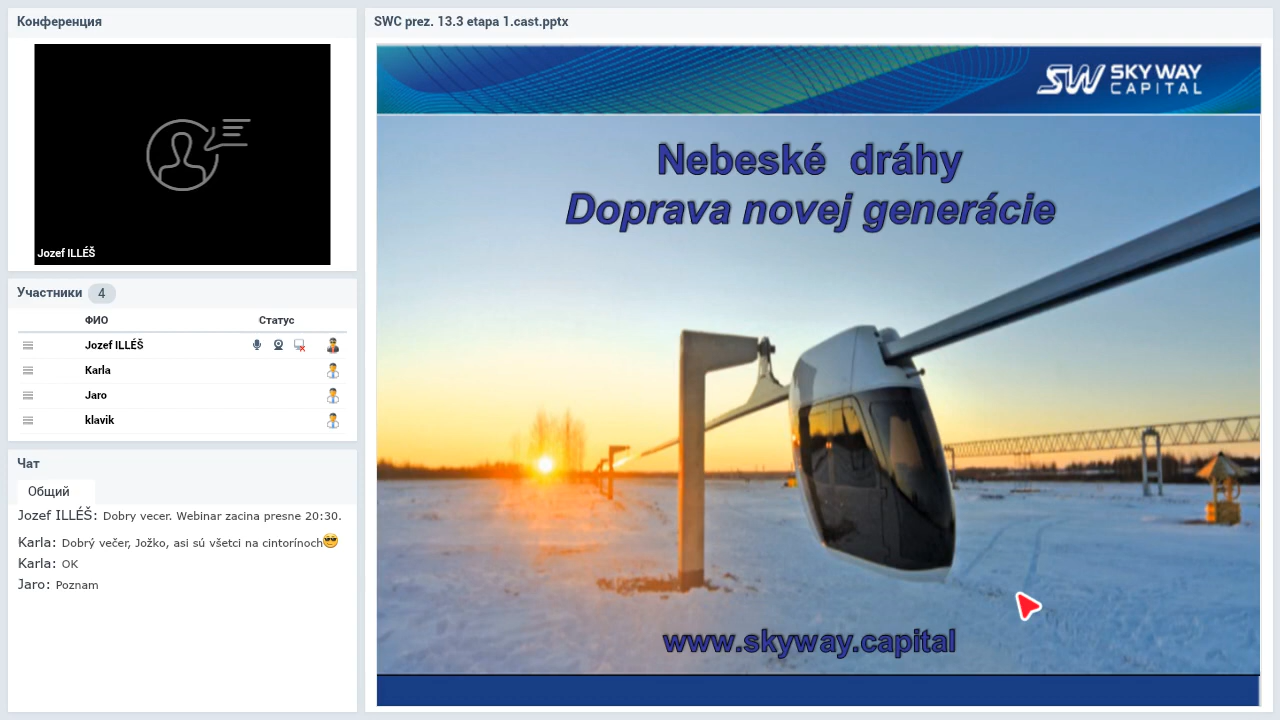 Конференция
Jozef ILLÉŠ
Участники 4
ФИО Статус
Jozef ILLÉŠ
Karla
Jaro
klavik
Чат
Общий
Jozef ILLÉŠ: Dobry vecer. Webinar zacina presne 20:30.
Karla: Dobrý večer, Jožko, asi sú všetci na cintorínoch
Karla: OK
Jaro: Poznam
SWC prez. 13.3 etapa 1.cast.pptx
SW SKY WAY
CAPITAL
Nebeské dráhy
Doprava novej generácie
www.skyway.capital